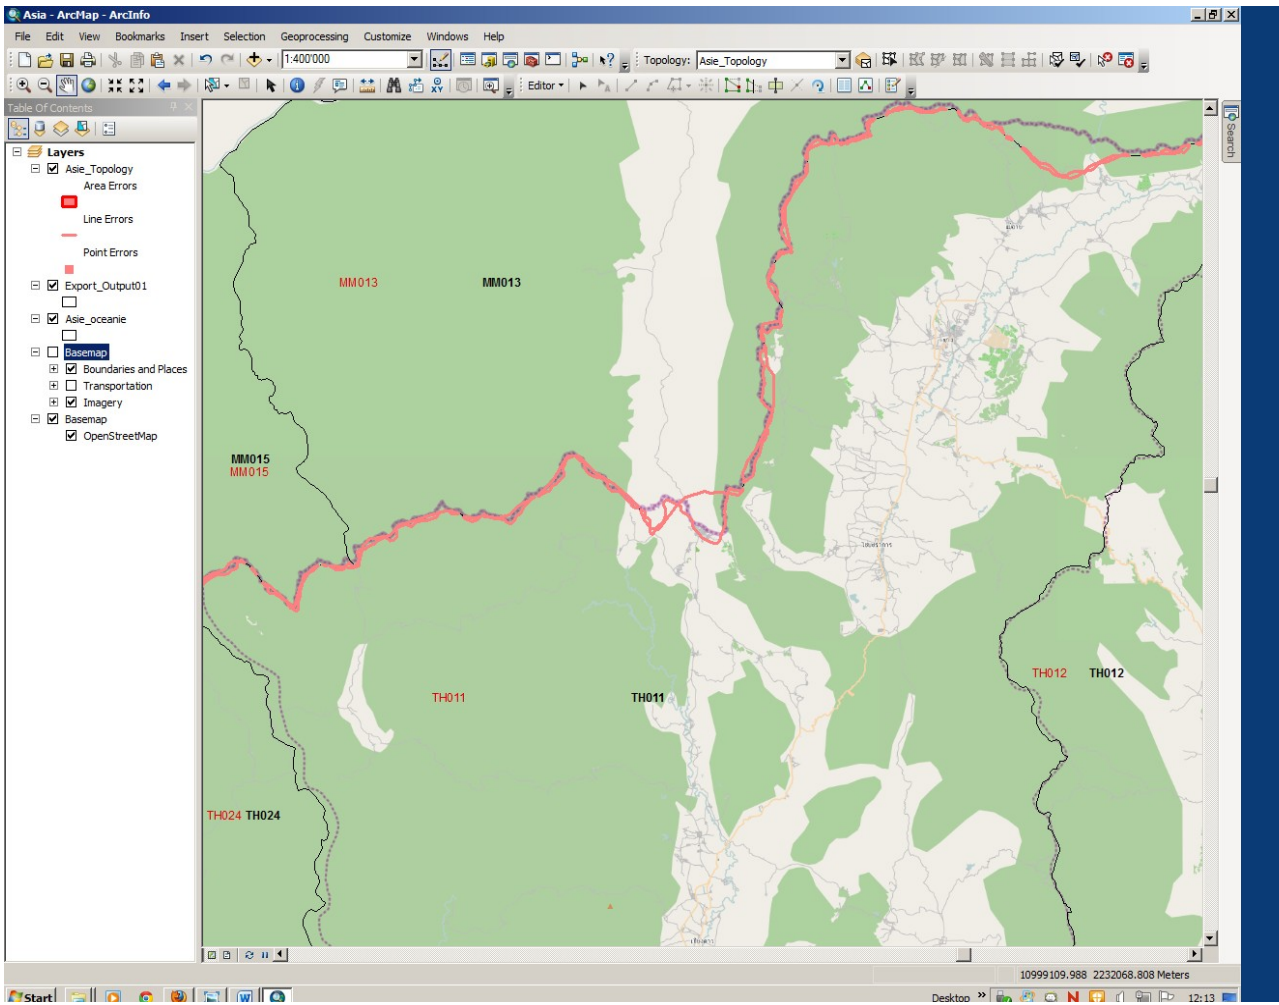 Asia - ArcMap - ArcInfo
File Edit View Bookmarks Insert Selection Geoprocessing Customize Windows Help
1:400'000
Topology: Asie_Topology
Editor
Table Of Contents
Layers
Asie_Topology
Area Errors
Line Errors
Point Errors
Export_Output01
Asie_oceanie
Basemap
Boundaries and Places
Transportation
Imagery
Basemap
OpenStreetMap
Search
MM013 MM013
MM015
MM015
TH011 TH011
TH012 TH012
TH024 TH024
10999109.988 2232068.808 Meters
Start
Desktop »
12:13